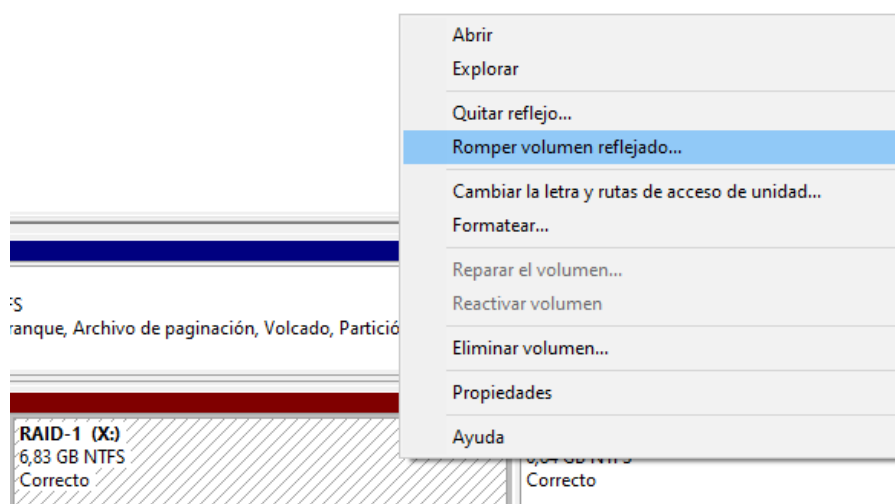 Abrir
Explorar
Quitar reflejo...
Romper volumen reflejado...
Cambiar la letra y rutas de acceso de unidad...
Formatear...
Reparar el volumen...
Reactivar volumen
Eliminar volumen...
Propiedades
Ayuda
FS
ranque, Archivo de paginación, Volcado, Partició
RAID-1 (X:)
6,83 GB NTFS
Correcto
Correcto